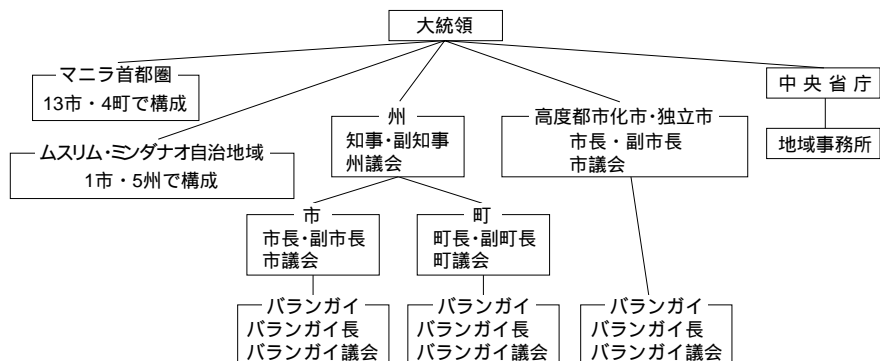 大統領
マニラ首都圏
13市・4町で構成
ムスリム・ミンダナオ自治地域
1市・5州で構成
州
知事・副知事
州議会
高度都市化市・独立市
市長・副市長
市議会
中央省庁
地域事務所
市
市長・副市長
市議会
町
町長・副町長
町議会
バランガイ
バランガイ長
バランガイ議会
バランガイ
バランガイ長
バランガイ議会
バランガイ
バランガイ長
バランガイ議会